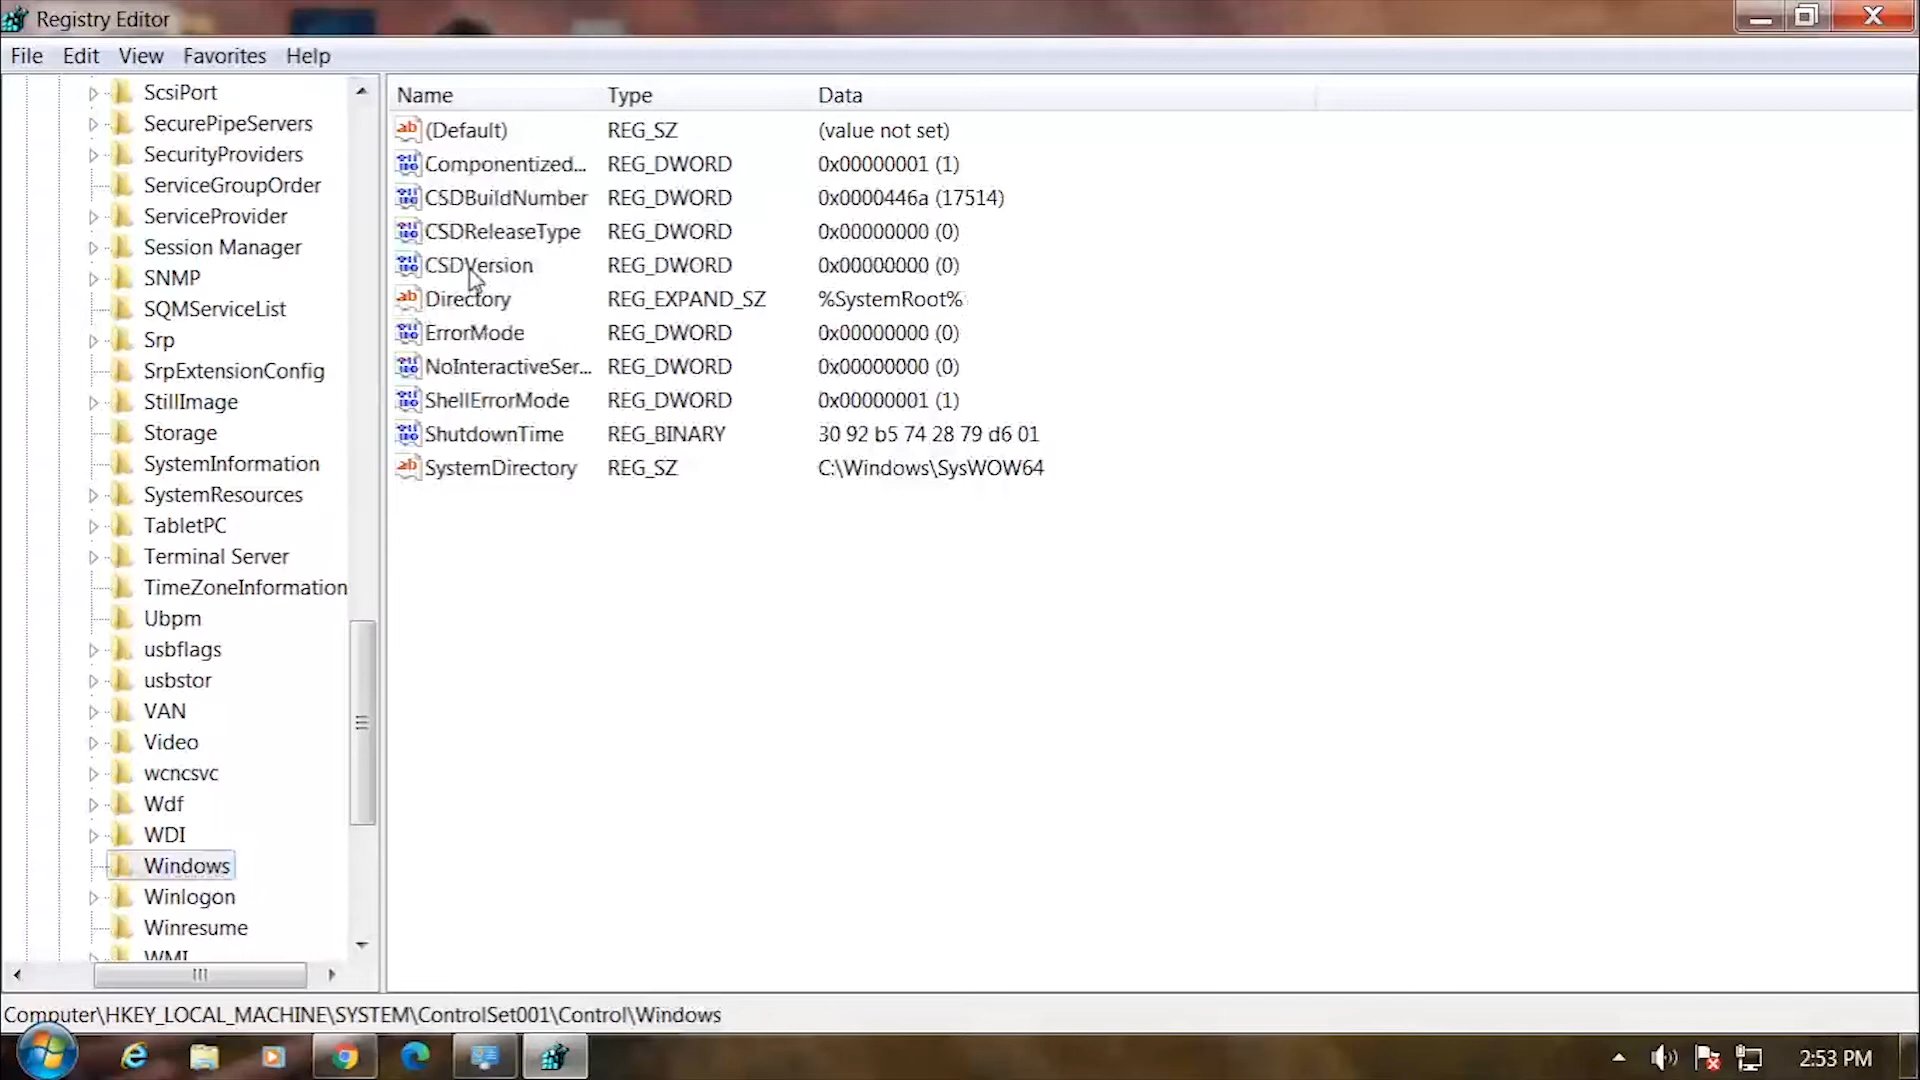 Registry Editor
File Edit View Favorites Help
ScsiPort
SecurePipeServers
SecurityProviders
ServiceGroupOrder
ServiceProvider
Session Manager
SNMP
SQMServiceList
Srp
SrpExtensionConfig
StillImage
Storage
SystemInformation
SystemResources
TabletPC
Terminal Server
TimeZoneInformation
Ubpm
usbflags
usbstor
VAN
Video
wcncsvc
Wdf
WDI
Windows
Winlogon
Winresume
WMI
Name Type Data
(Default) REG_SZ (value not set)
Componentized... REG_DWORD 0x00000001 (1)
CSDBuildNumber REG_DWORD 0x0000446a (17514)
CSDReleaseType REG_DWORD 0x00000000 (0)
CSDVersion REG_DWORD 0x00000000 (0)
Directory REG_EXPAND_SZ %SystemRoot%
ErrorMode REG_DWORD 0x00000000 (0)
NoInteractiveSer... REG_DWORD 0x00000000 (0)
ShellErrorMode REG_DWORD 0x00000001 (1)
ShutdownTime REG_BINARY 30 92 b5 74 28 79 d6 01
SystemDirectory REG_SZ C:\Windows\SysWOW64
Computer\HKEY_LOCAL_MACHINE\SYSTEM\ControlSet001\Control\Windows
2:53 PM